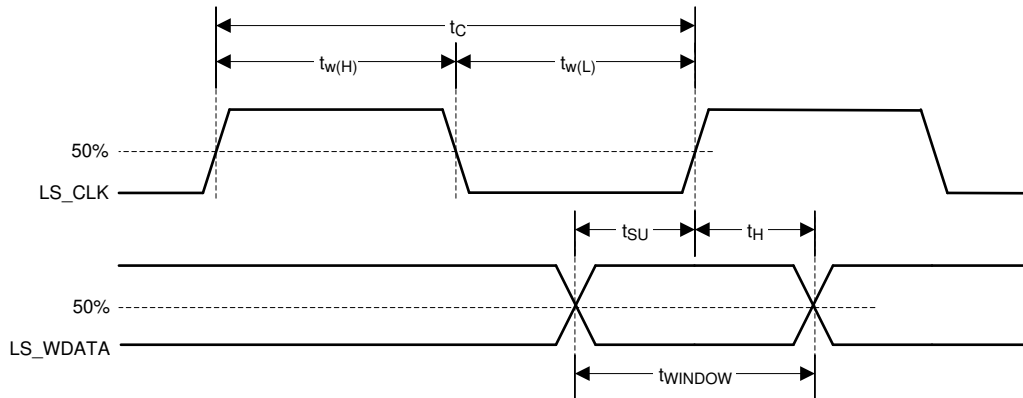 tC
tw(H)
tw(L)
50%
LS_CLK
tSU
tH
50%
LS_WDATA
tWINDOW